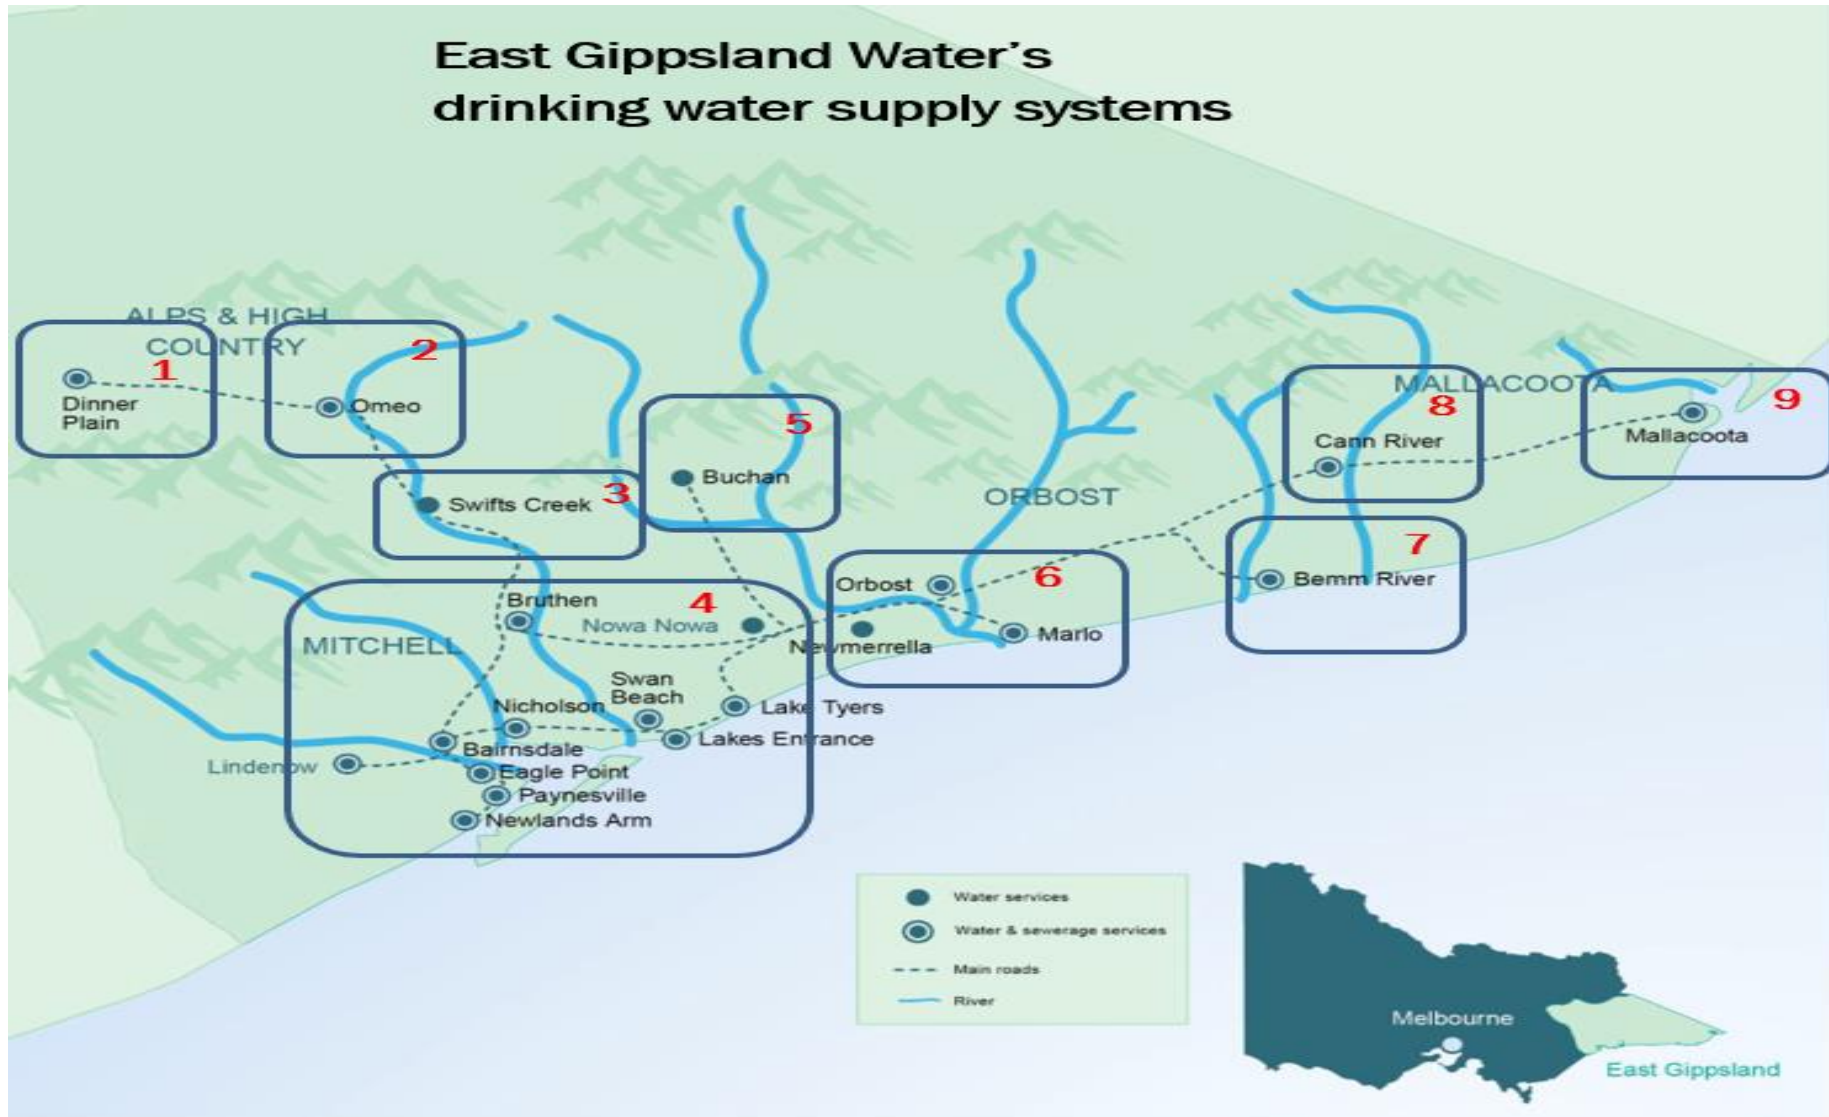 East Gippsland Water's
drinking water supply systems
ALPS & HIGH
COUNTRY
1
2
Dinner
Plain
Omeo
3
Swifts Creek
5
Buchan
MALLACOOTA
8
9
Cann River
Mallacoota
ORBOST
7
Bemm River
6
Orbost
Marlo
Newmerrella
4
Bruthen
Nowa Nowa
MITCHELL
Swan
Beach
Nicholson
Lake Tyers
Lakes Entrance
Bairnsdale
Lindenow
Eagle Point
Paynesville
Newlands Arm
Water services
Water & sewerage services
Main roads
River
Melbourne
East Gippsland